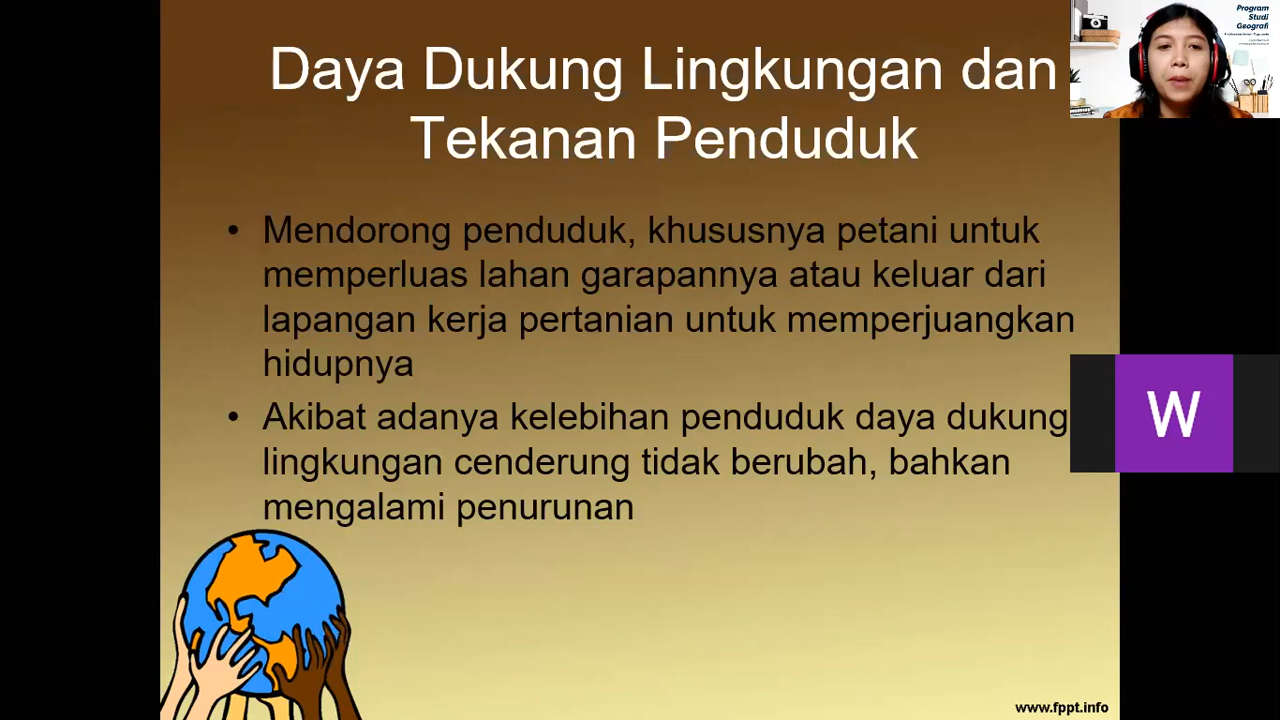 Daya Dukung Lingkungan dan
Tekanan Penduduk
• Mendorong penduduk, khususnya petani untuk
memperluas lahan garapannya atau keluar dari
lapangan kerja pertanian untuk memperjuangkan
hidupnya
• Akibat adanya kelebihan penduduk daya dukung
lingkungan cenderung tidak berubah, bahkan
mengalami penurunan
www.fppt.info
Program
Studi
Geografi
W